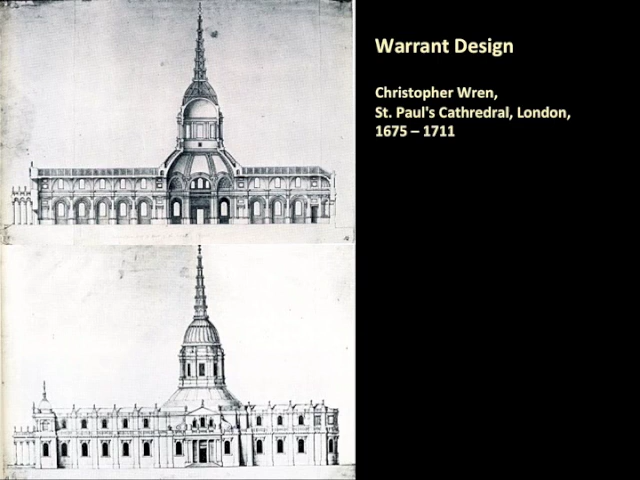 Warrant Design
Christopher Wren,
St. Paul's Cathredral, London,
1675 – 1711